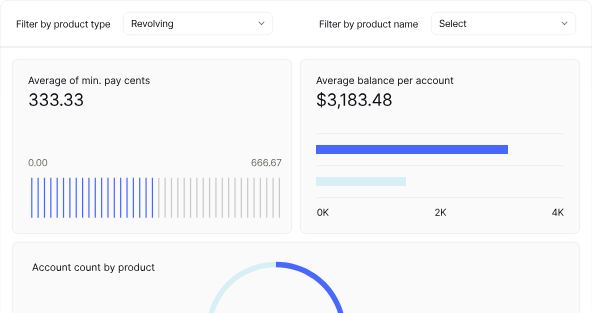 Filter by product type
Revolving
Filter by product name
Select
Average of min. pay cents
333.33
0.00
666.67
Average balance per account
$3,183.48
0K
2K
4K
Account count by product